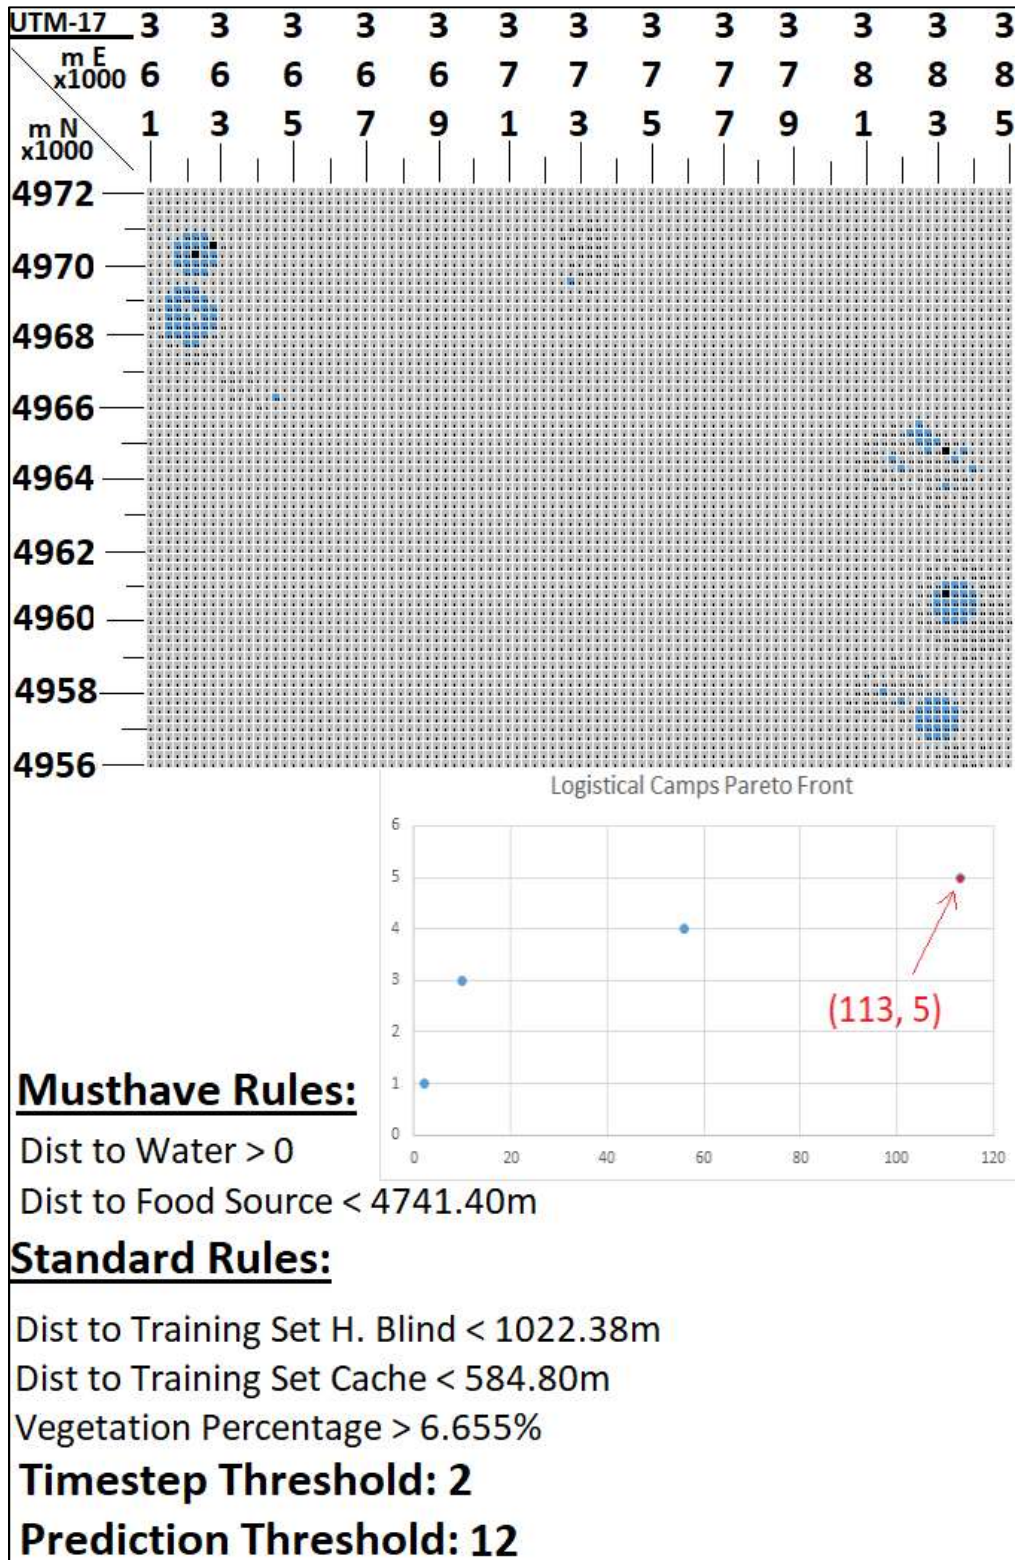 UTM-17 3 3 3 3 3 3 3 3 3 3 3 3 3
m E x1000 6 6 6 6 6 7 7 7 7 7 8 8 8
m N x1000 1 3 5 7 9 1 3 5 7 9 1 3 5
4972
4970
4968
4966
4964
4962
4960
4958
4956
Logistical Camps Pareto Front
6
5
4
3
2
1
0
0 20 40 60 80 100 120
(113, 5)
Musthave Rules:
Dist to Water > 0
Dist to Food Source < 4741.40m
Standard Rules:
Dist to Training Set H. Blind < 1022.38m
Dist to Training Set Cache < 584.80m
Vegetation Percentage > 6.655%
Timestep Threshold: 2
Prediction Threshold: 12